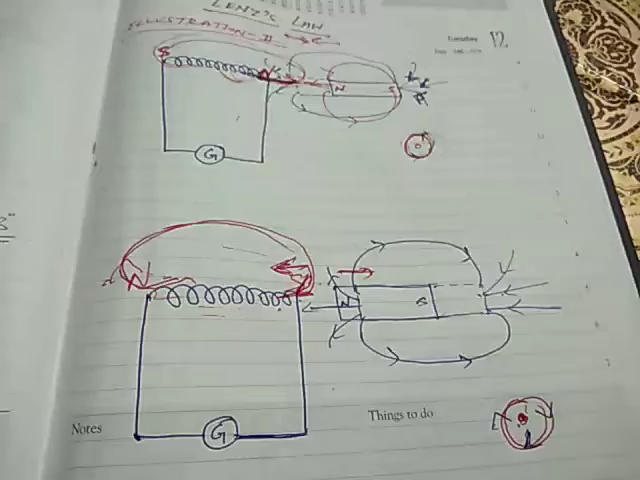 LENZ'S LAW
ILLUSTRATION-II
Tuesday 12
S N N S
G
N N S
G
Notes Things to do